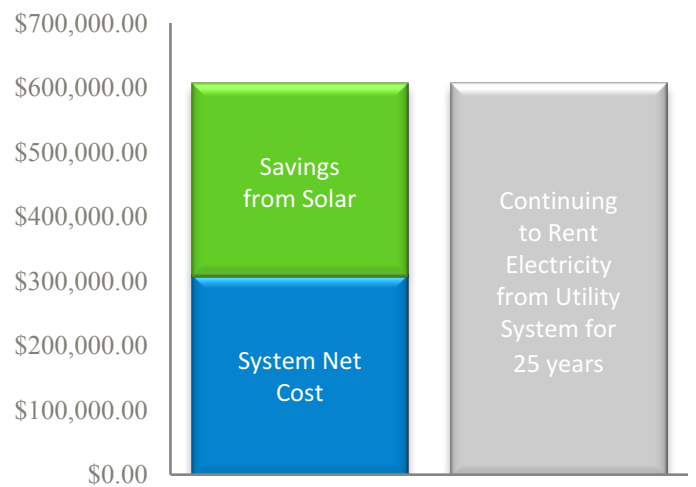 $700,000.00
$600,000.00
$500,000.00
$400,000.00
$300,000.00
$200,000.00
$100,000.00
$0.00
Savings
from Solar
System Net
Cost
Continuing
to Rent
Electricity
from Utility
System for
25 years